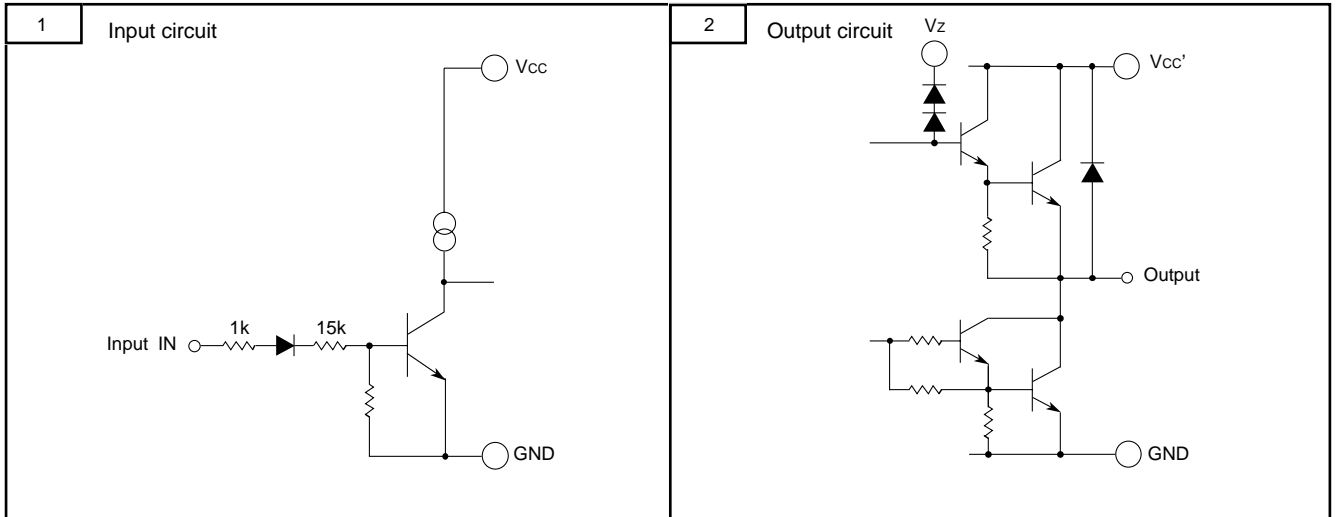 1
Input circuit
Vcc
1k
15k
Input IN
GND
2
Output circuit
Vz
Vcc'
Output
GND